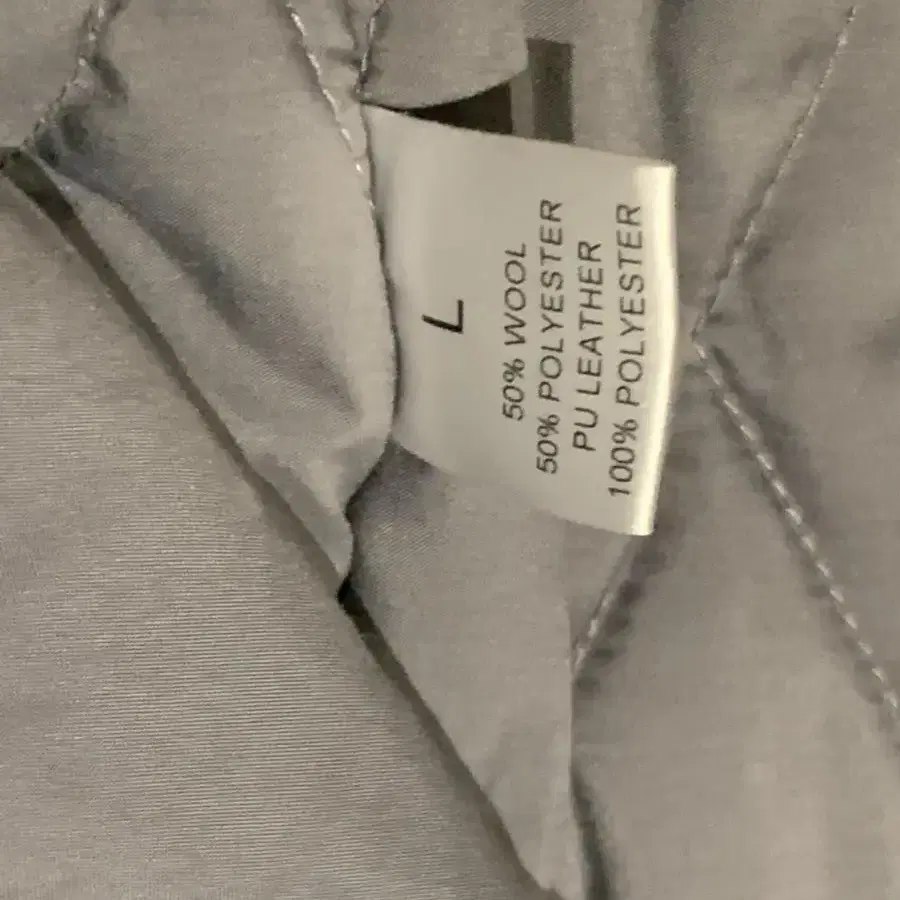 L
50% WOOL
50% POLYESTER
PU LEATHER
100% POLYESTER